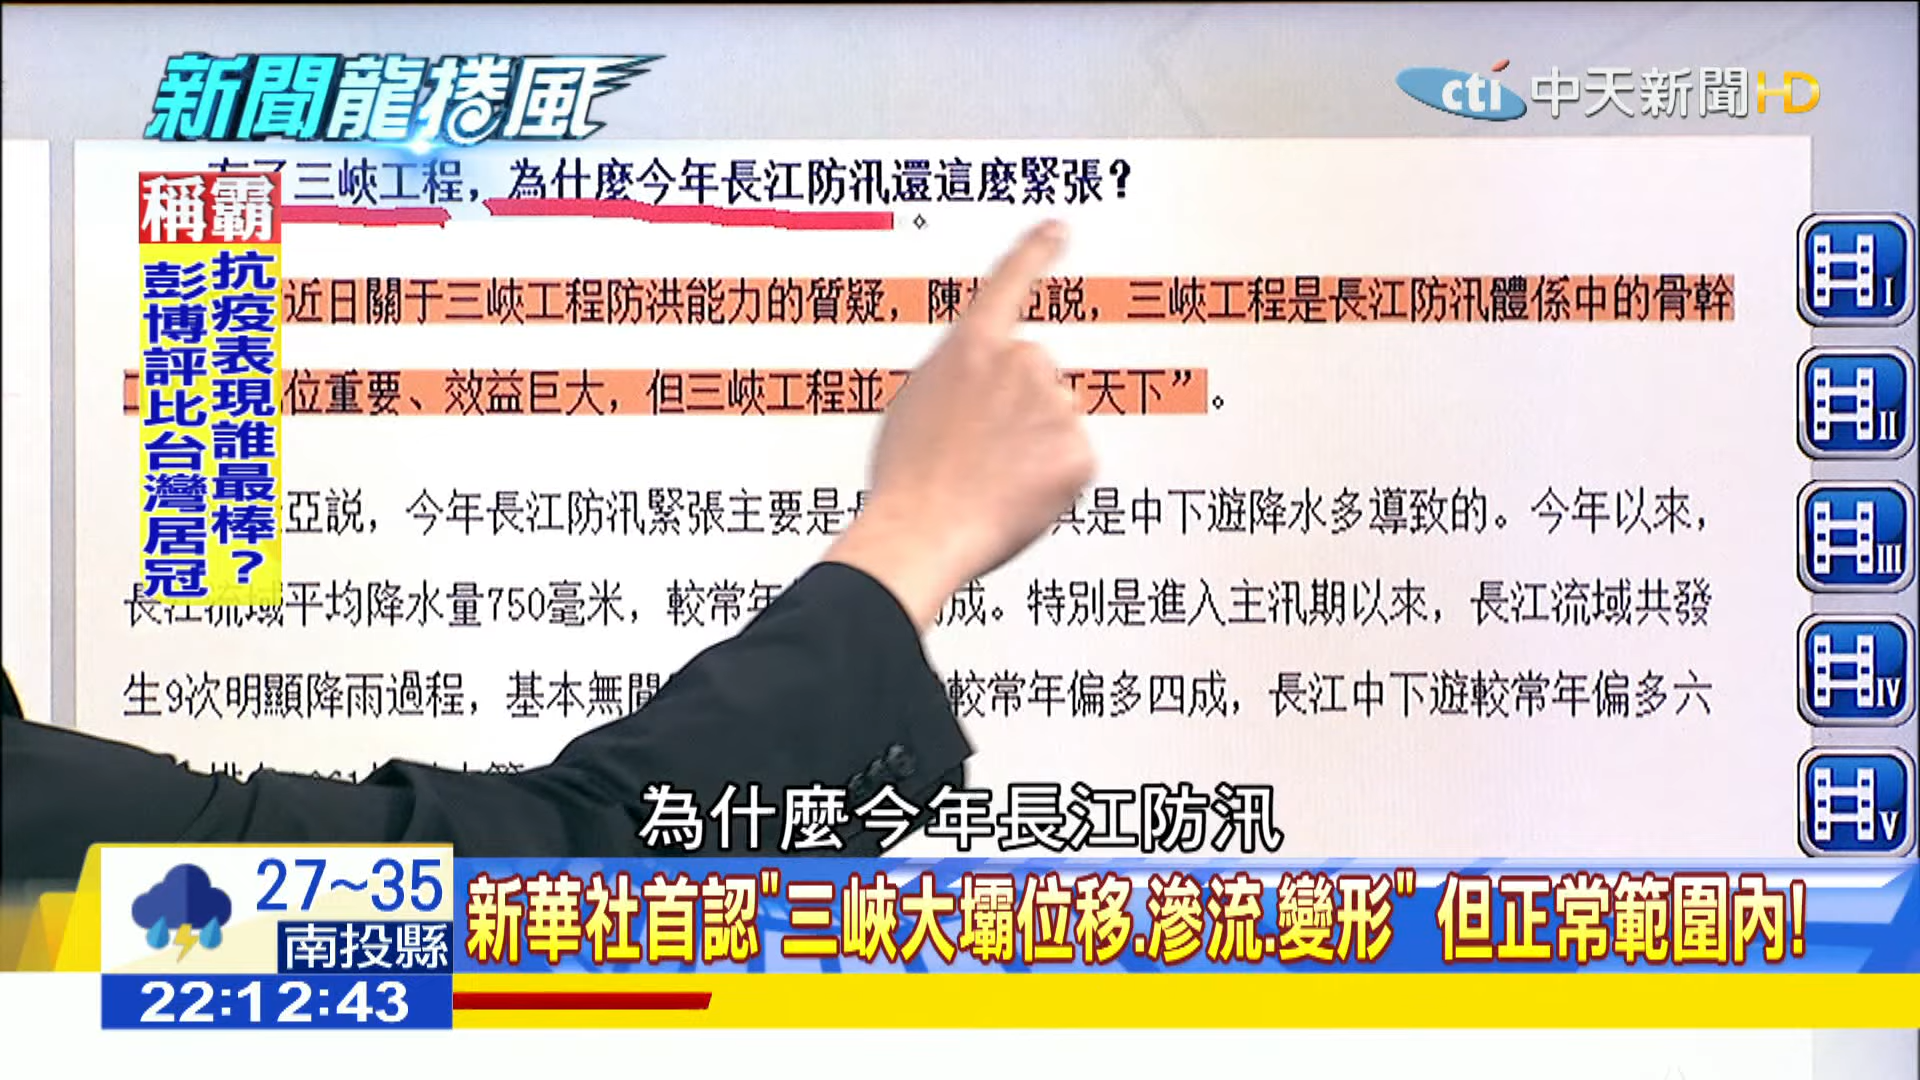 新聞龍捲風
cti 中天新聞HD
三峽工程，為什麼今年長江防汛還這麼緊張？
稱霸
抗疫表現誰最棒？
彭博評比台灣居冠
近日關于三峽工程防洪能力的質疑，陳 亞説，三峽工程是長江防汛體係中的骨幹
位重要、效益巨大，但三峽工程並 天下”。
亞説，今年長江防汛緊張主要是 是中下遊降水多導致的。今年以來，
長江流域平均降水量750毫米，較常年 成。特別是進入主汛期以來，長江流域共發
生9次明顯降雨過程，基本無間 較常年偏多四成，長江中下遊較常年偏多六
I
II
III
IV
V
為什麼今年長江防汛
27~35
南投縣
22:12:43
新華社首認"三峽大壩位移.滲流.變形" 但正常範圍內!